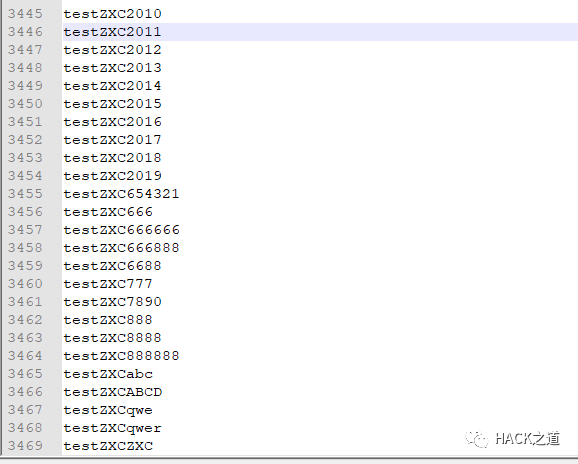 3445 testZXC2010
3446 testZXC2011
3447 testZXC2012
3448 testZXC2013
3449 testZXC2014
3450 testZXC2015
3451 testZXC2016
3452 testZXC2017
3453 testZXC2018
3454 testZXC2019
3455 testZXC654321
3456 testZXC666
3457 testZXC666666
3458 testZXC666888
3459 testZXC6688
3460 testZXC777
3461 testZXC7890
3462 testZXC888
3463 testZXC8888
3464 testZXC888888
3465 testZXCabc
3466 testZXCABCD
3467 testZXCqwe
3468 testZXCqwer
3469 testZXCZXC
HACK之道